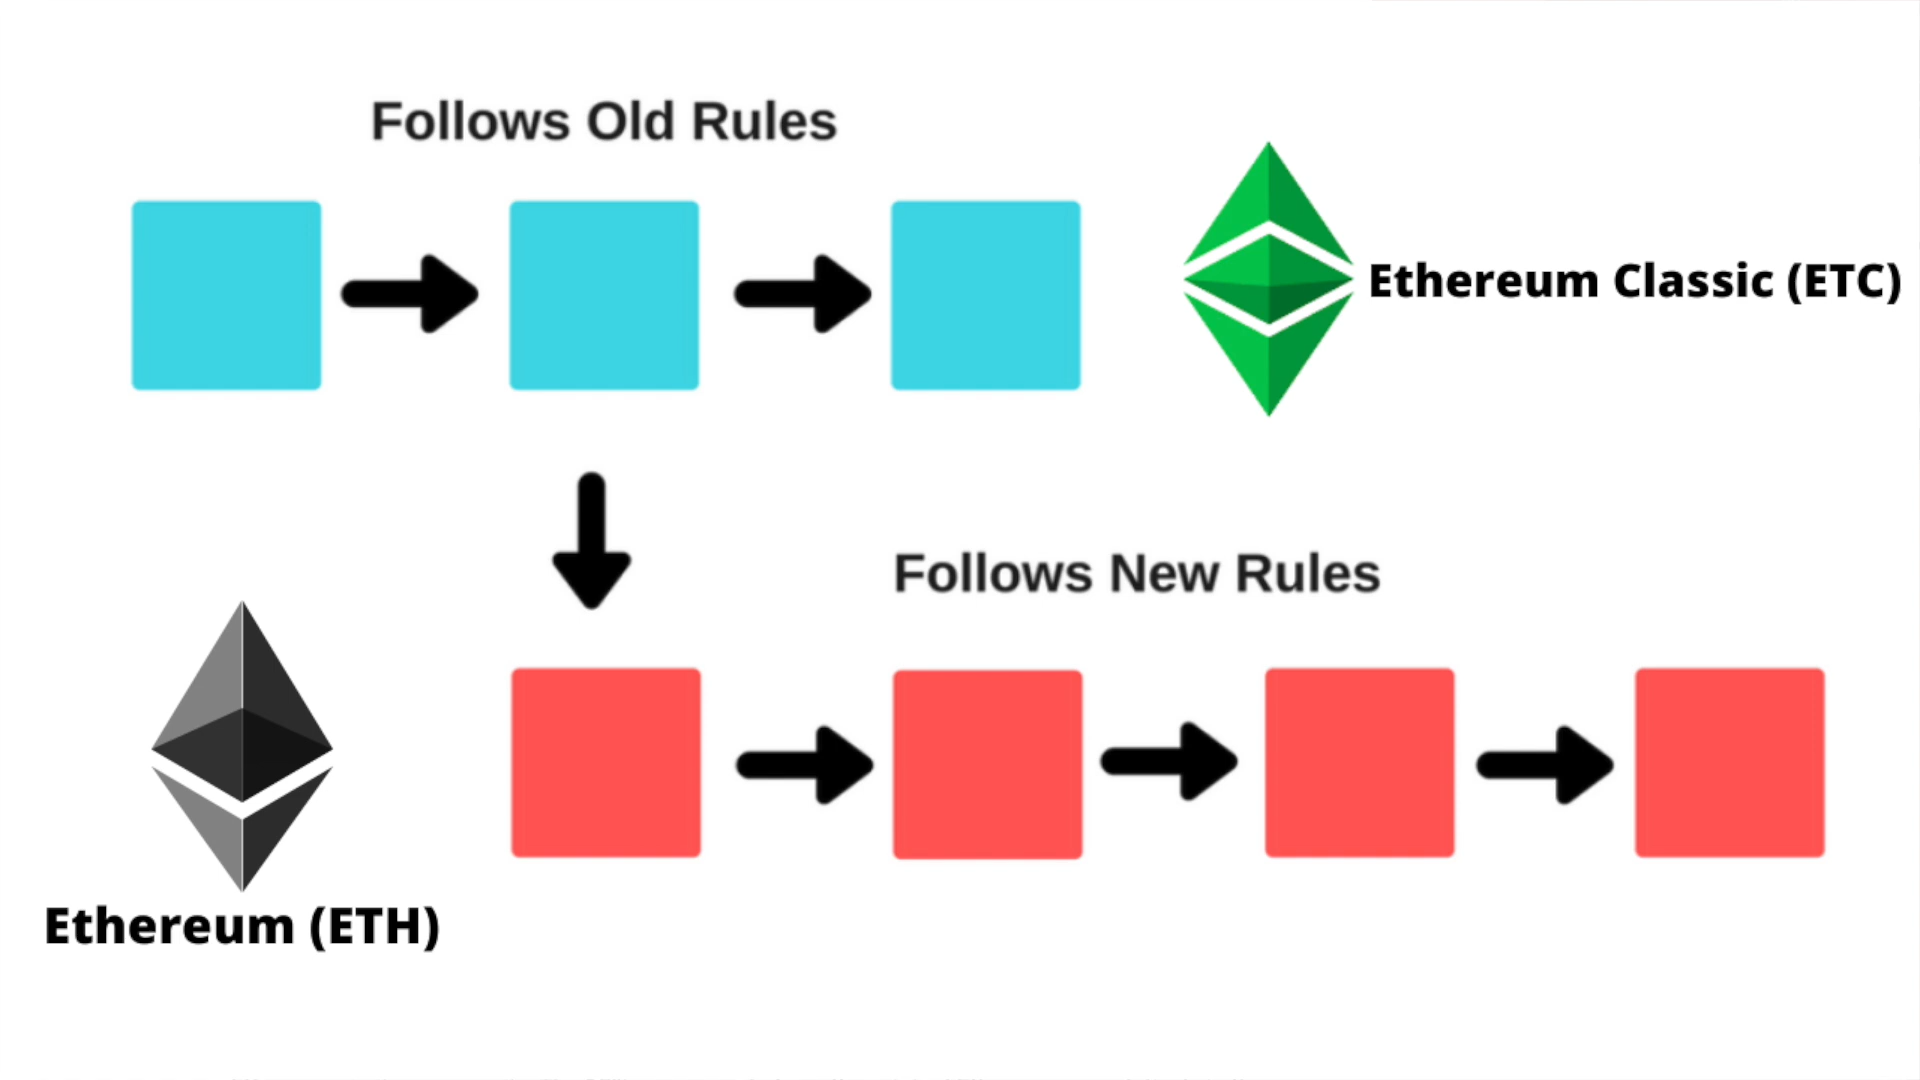 Follows Old Rules
Ethereum Classic (ETC)
Follows New Rules
Ethereum (ETH)